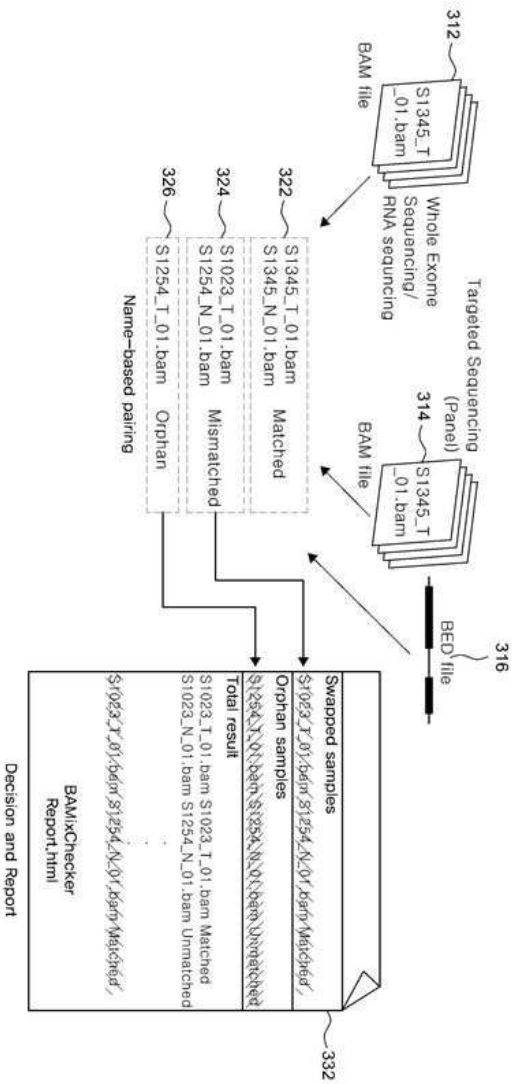 312
BAM file
S1345_T
_01.bam
Whole Exome
Sequencing/
RNA sequncing
Targeted Sequencing
(Panel)
314
BAM file
S1345_T
_01.bam
316
BED file
322
S1345_T_01.bam
S1345_N_01.bam
Matched
324
S1023_T_01.bam
S1254_N_01.bam
Mismatched
326
S1254_T_01.bam
Orphan
Name-based pairing
Swapped samples
S1023_T_01.bam S1254_N_01.bam Matched
Orphan samples
S1254_T_01.bam S1254_N_01.bam Unmatched
Total result
S1023_T_01.bam S1023_T_01.bam Matched
S1023_N_01.bam S1254_N_01.bam Unmatched
.
.
.
S1023_T_01.bam S1254_N_01.bam Matched
BAMixChecker
Report.html
332
Decision and Report